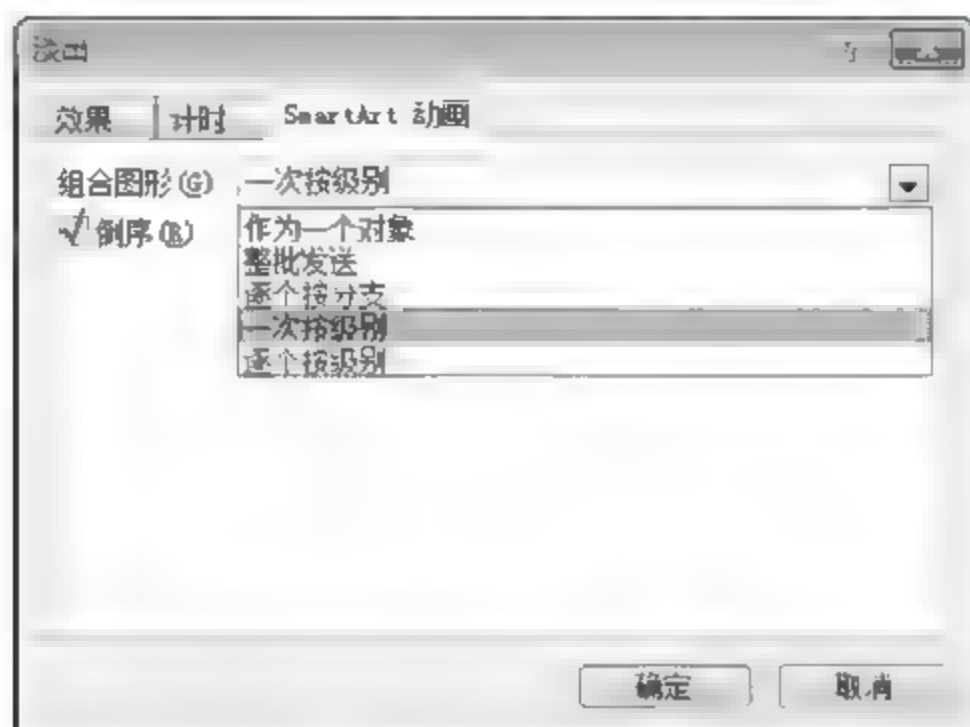 淡出
效果 计时 SmartArt 动画
组合图形(G) 一次按级别
倒序(R)
作为一个对象
整批发送
逐个按分支
一次按级别
逐个按级别
确定 取消